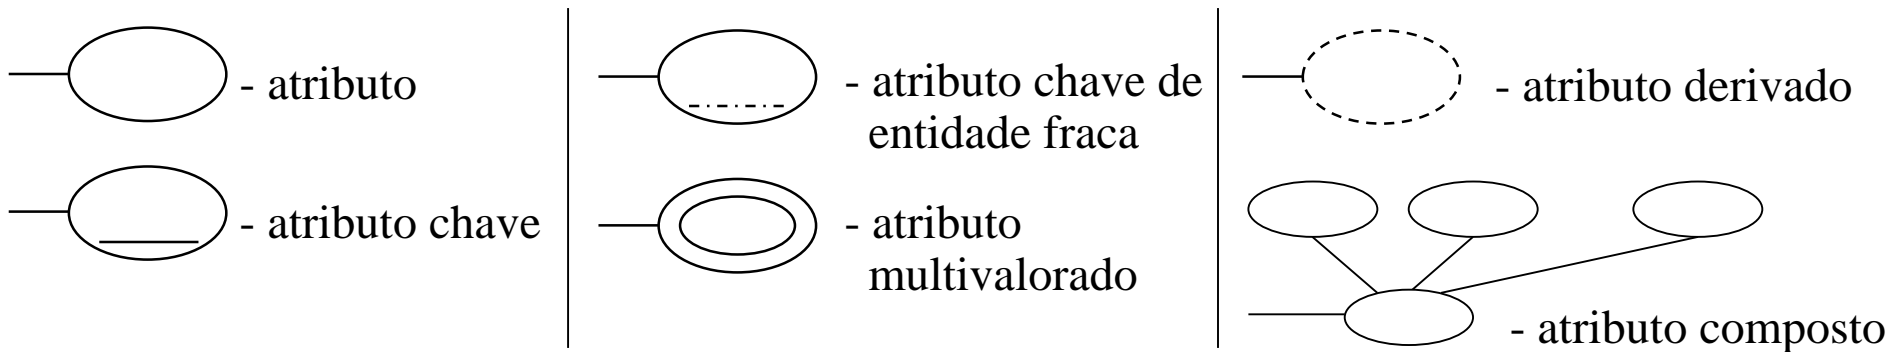 - atributo
- atributo chave
- atributo chave de
entidade fraca
- atributo
multivalorado
- atributo derivado
- atributo composto